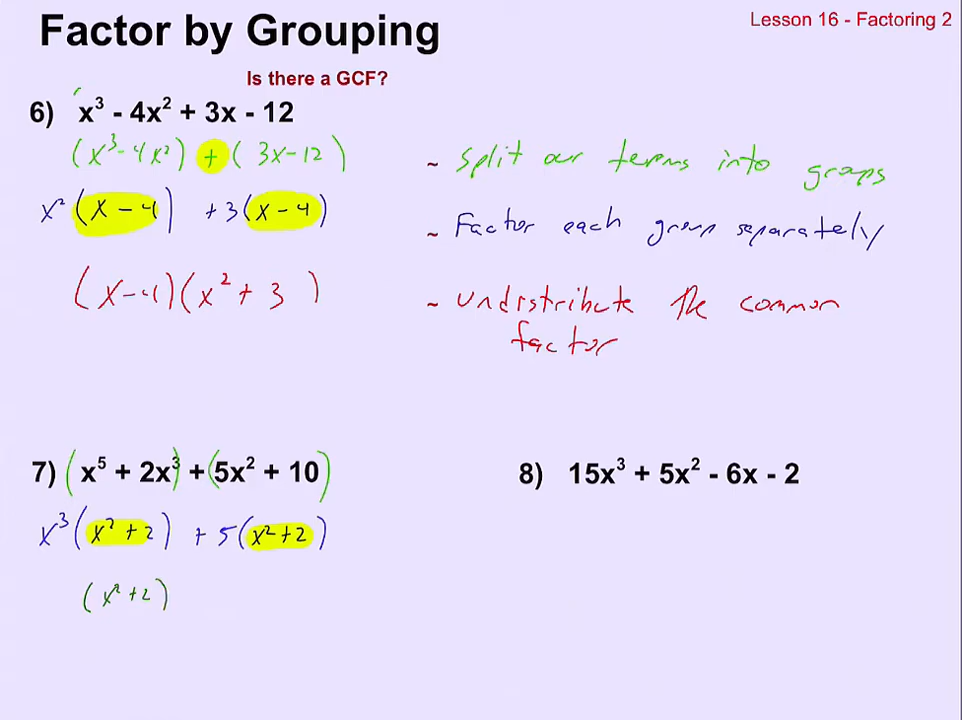 Factor by Grouping
Lesson 16 - Factoring 2
Is there a GCF?
6) x³ - 4x² + 3x - 12
(x³ - 4x²) + (3x - 12)
~ Split our terms into groups
x²(x - 4) + 3(x - 4)
~ Factor each group separately
(x - 4)(x² + 3)
~ undistribute the common
factor
7) (x⁵ + 2x³) + (5x² + 10)
8) 15x³ + 5x² - 6x - 2
x³(x² + 2) + 5(x² + 2)
(x² + 2)